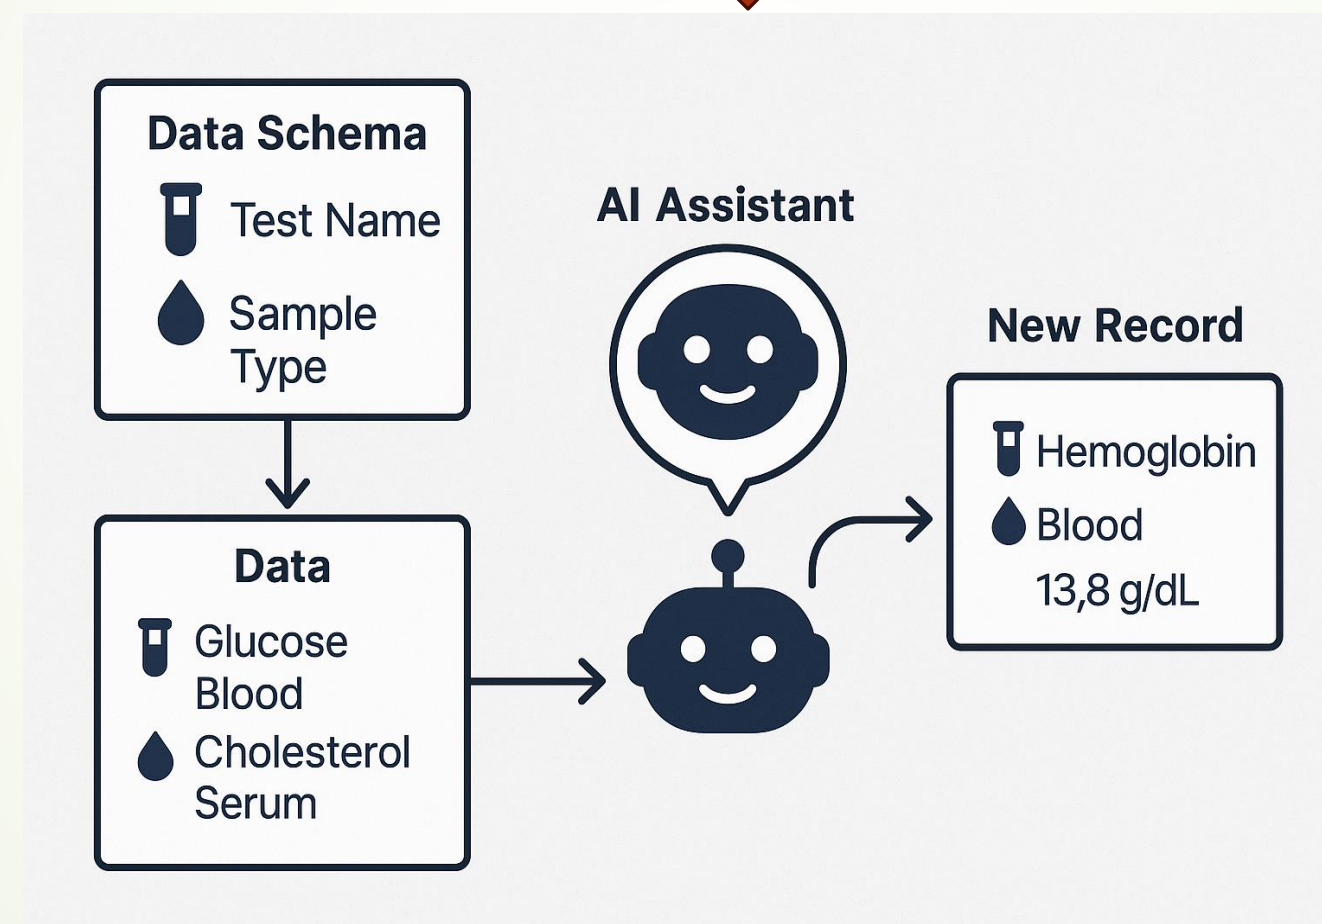 Data Schema
Test Name
Sample
Type
Data
Glucose
Blood
Cholesterol
Serum
AI Assistant
New Record
Hemoglobin
Blood
13,8 g/dL